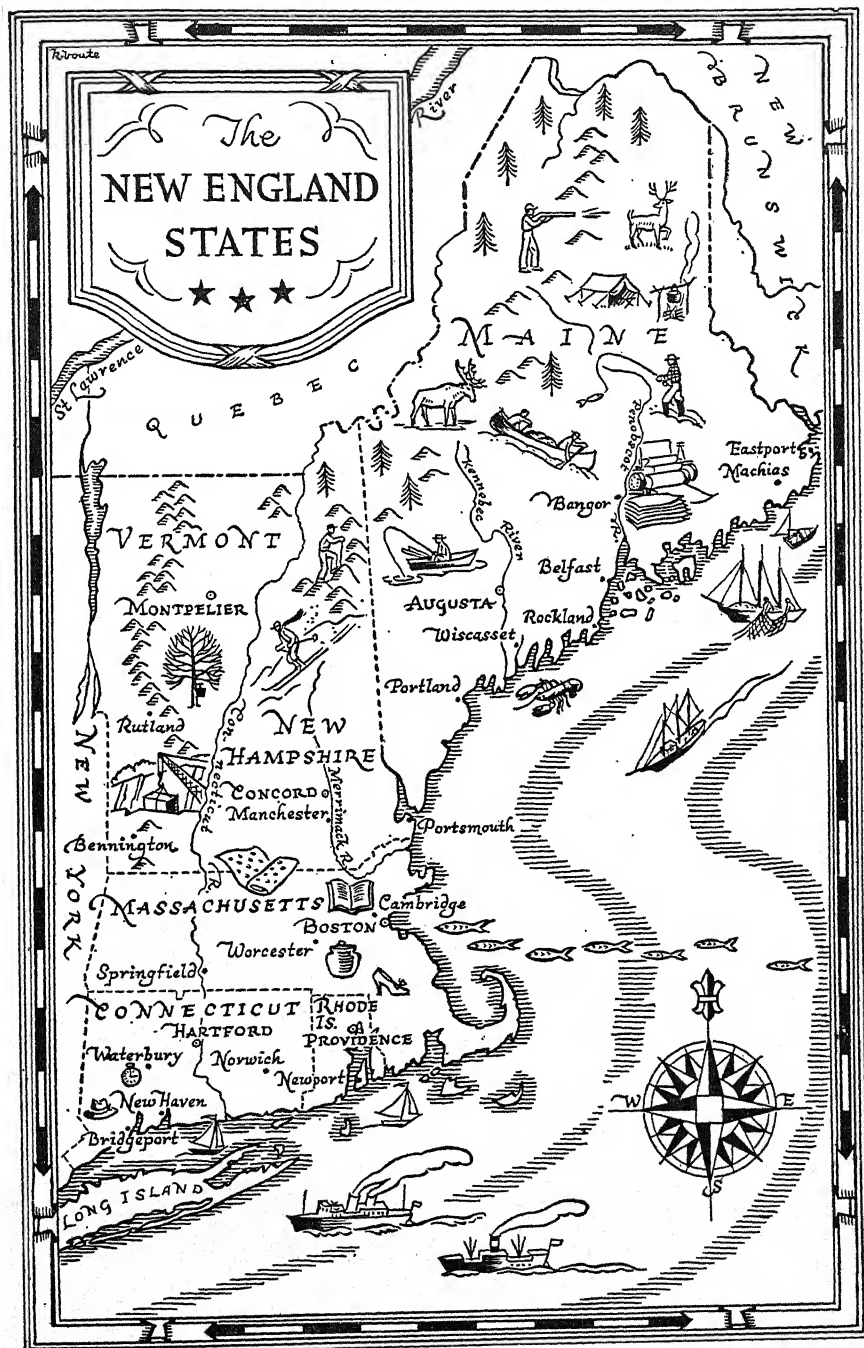 The
NEW ENGLAND
STATES
River
NEW
BRUNSWICK
St Lawrence
QUEBEC
MAINE
Penobscot
R.
Kennebec
River
Eastport
Machias
Bangor
Belfast
AUGUSTA
Rockland
Wiscasset
Portland
VERMONT
MONTPELIER
Rutland
NEW
YORK
Connecticut
R.
NEW
HAMPSHIRE
CONCORD
Manchester
Merrimack R.
Portsmouth
Bennington
MASSACHUSETTS
Cambridge
BOSTON
Worcester
Springfield
CONNECTICUT
RHODE
IS.
HARTFORD
PROVIDENCE
Waterbury
Norwich
Newport
New Haven
Bridgeport
LONG ISLAND
W
E
S